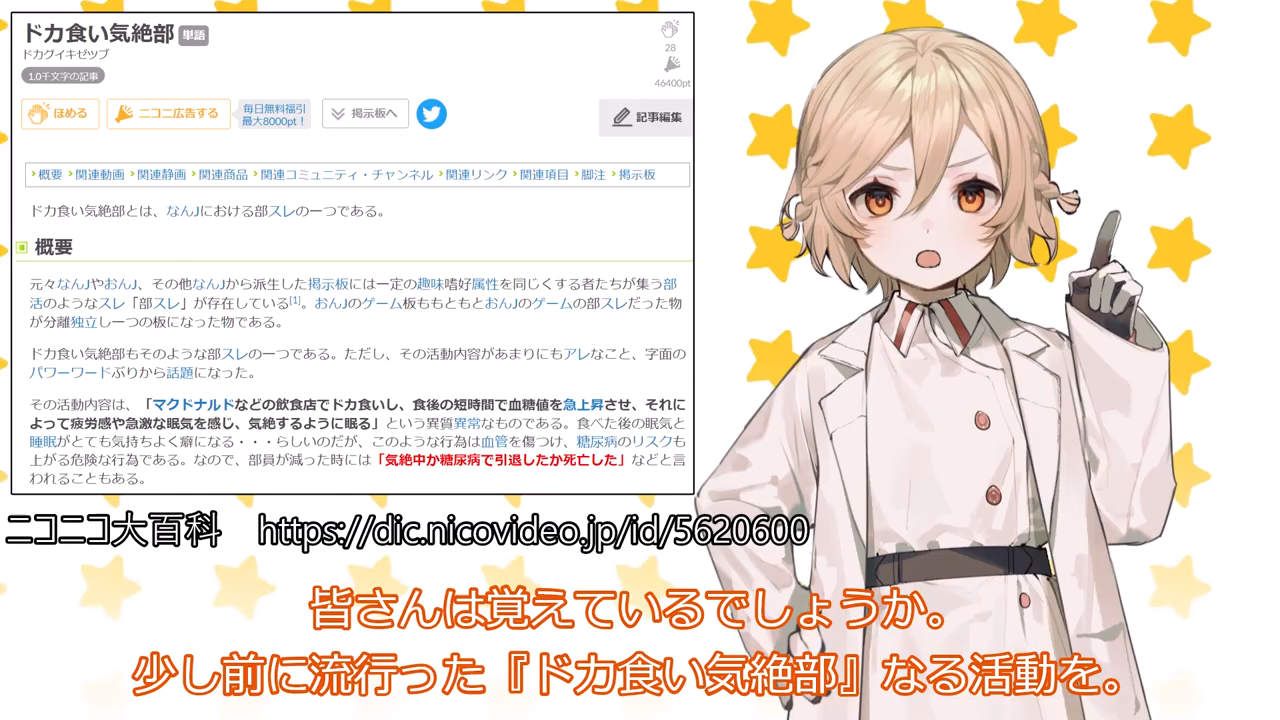 ドカ食い気絶部 単語
ドカグイキゼツブ
1.0千文字の記事
28
46400pt
ほめる
ニコニコ広告する
毎日無料福引
最大8000pt！
掲示板へ
記事編集
概要 関連動画 関連静画 関連商品 関連コミュニティ・チャンネル 関連リンク 関連項目 脚注 掲示板
ドカ食い気絶部とは、なんJにおける部スレの一つである。
概要
元々なんJやおんJ、その他なんJから派生した掲示板には一定の趣味嗜好属性を同じくする者たちが集う部
活のようなスレ「部スレ」が存在している[1]。おんJのゲーム板ももともとおんJのゲームの部スレだった物
が分離独立し一つの板になった物である。
ドカ食い気絶部もそのような部スレの一つである。ただし、その活動内容があまりにもアレなこと、字面の
パワーワードぶりから話題になった。
その活動内容は、「マクドナルドなどの飲食店でドカ食いし、食後の短時間で血糖値を急上昇させ、それに
よって疲労感や急激な眠気を感じ、気絶するように眠る」という異質異常なものである。食べた後の眠気と
睡眠がとても気持ちよく癖になる・・・らしいのだが、このような行為は血管を傷つけ、糖尿病のリスクも
上がる危険な行為である。なので、部員が減った時には「気絶中か糖尿病で引退したか死亡した」などと言
われることもある。
ニコニコ大百科 https://dic.nicovideo.jp/id/5620600
皆さんは覚えているでしょうか。
少し前に流行った『ドカ食い気絶部』なる活動を。